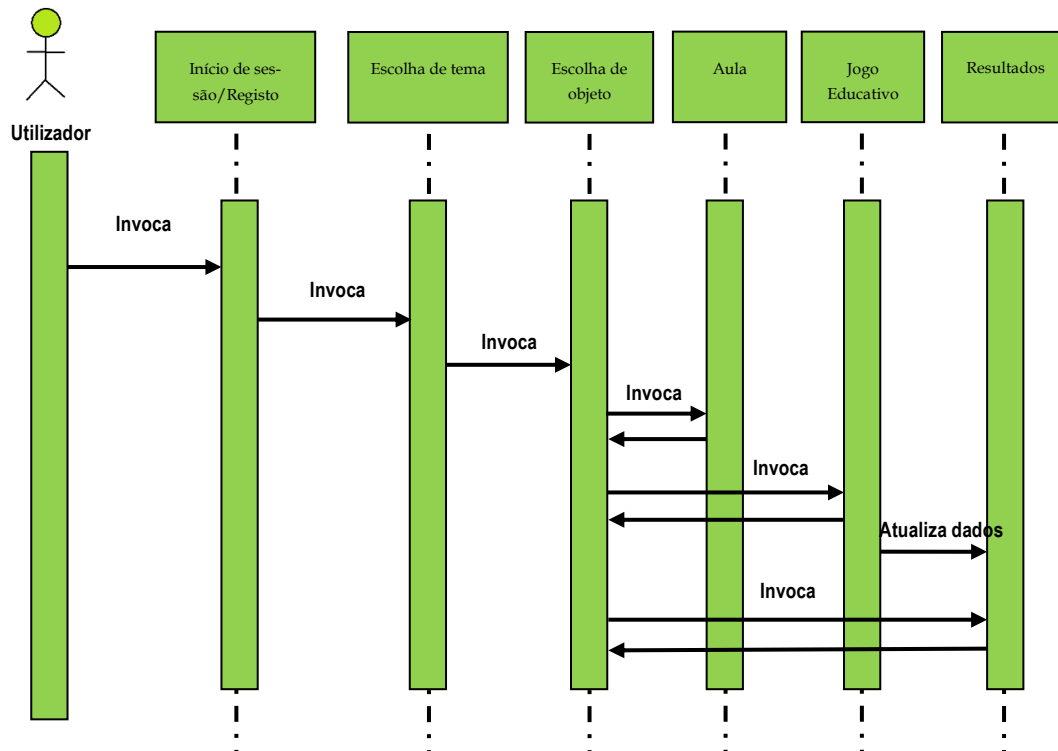 Início de ses-
são/Registo
Escolha de tema
Escolha de
objeto
Aula
Jogo
Educativo
Resultados
Utilizador
Invoca
Invoca
Invoca
Invoca
Invoca
Atualiza dados
Invoca